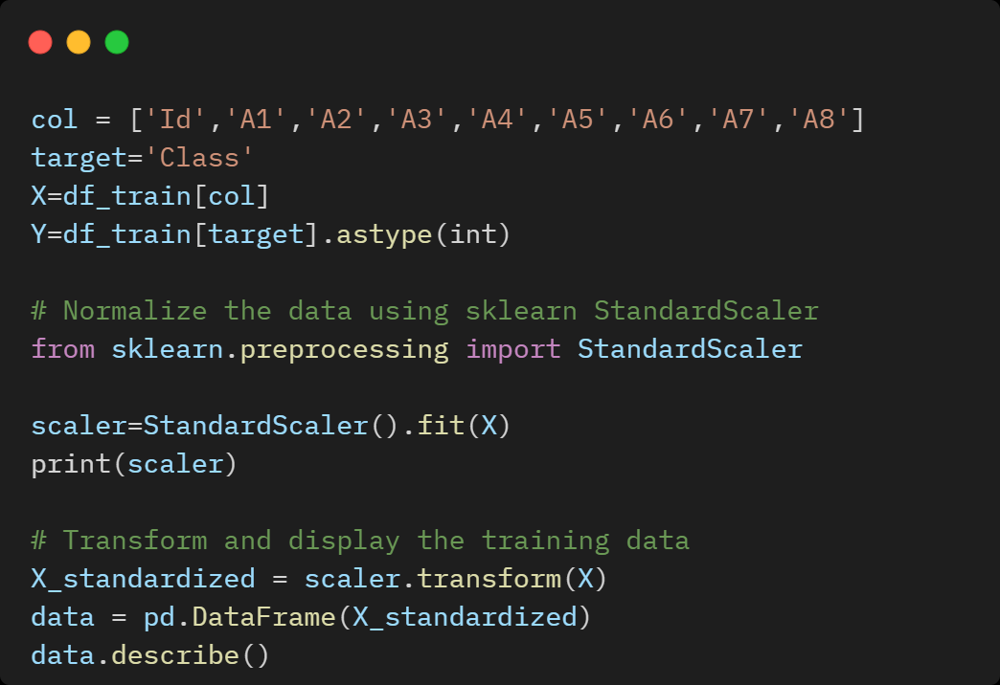 col = ['Id','A1','A2','A3','A4','A5','A6','A7','A8']
target='Class'
X=df_train[col]
Y=df_train[target].astype(int)
# Normalize the data using sklearn StandardScaler
from sklearn.preprocessing import StandardScaler
scaler=StandardScaler().fit(X)
print(scaler)
# Transform and display the training data
X_standardized = scaler.transform(X)
data = pd.DataFrame(X_standardized)
data.describe()